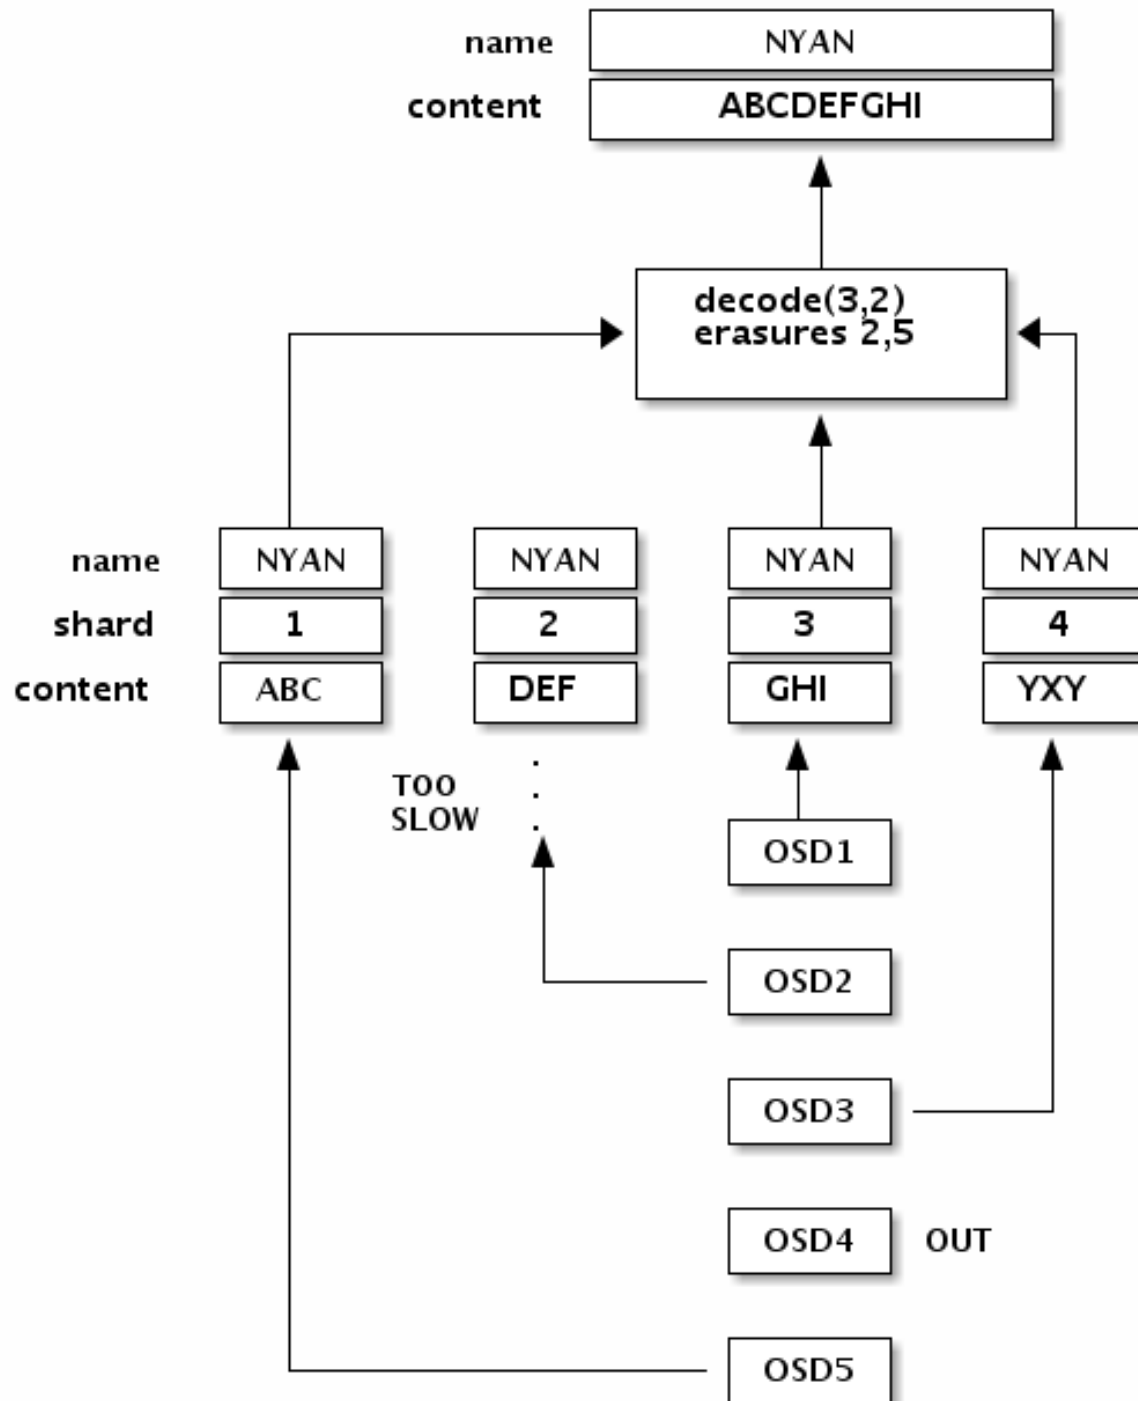 name NYAN
content ABCDEFGHI
decode(3,2)
erasures 2,5
name NYAN NYAN NYAN NYAN
shard 1 2 3 4
content ABC DEF GHI YXY
TOO
SLOW
OSD1
OSD2
OSD3
OSD4 OUT
OSD5